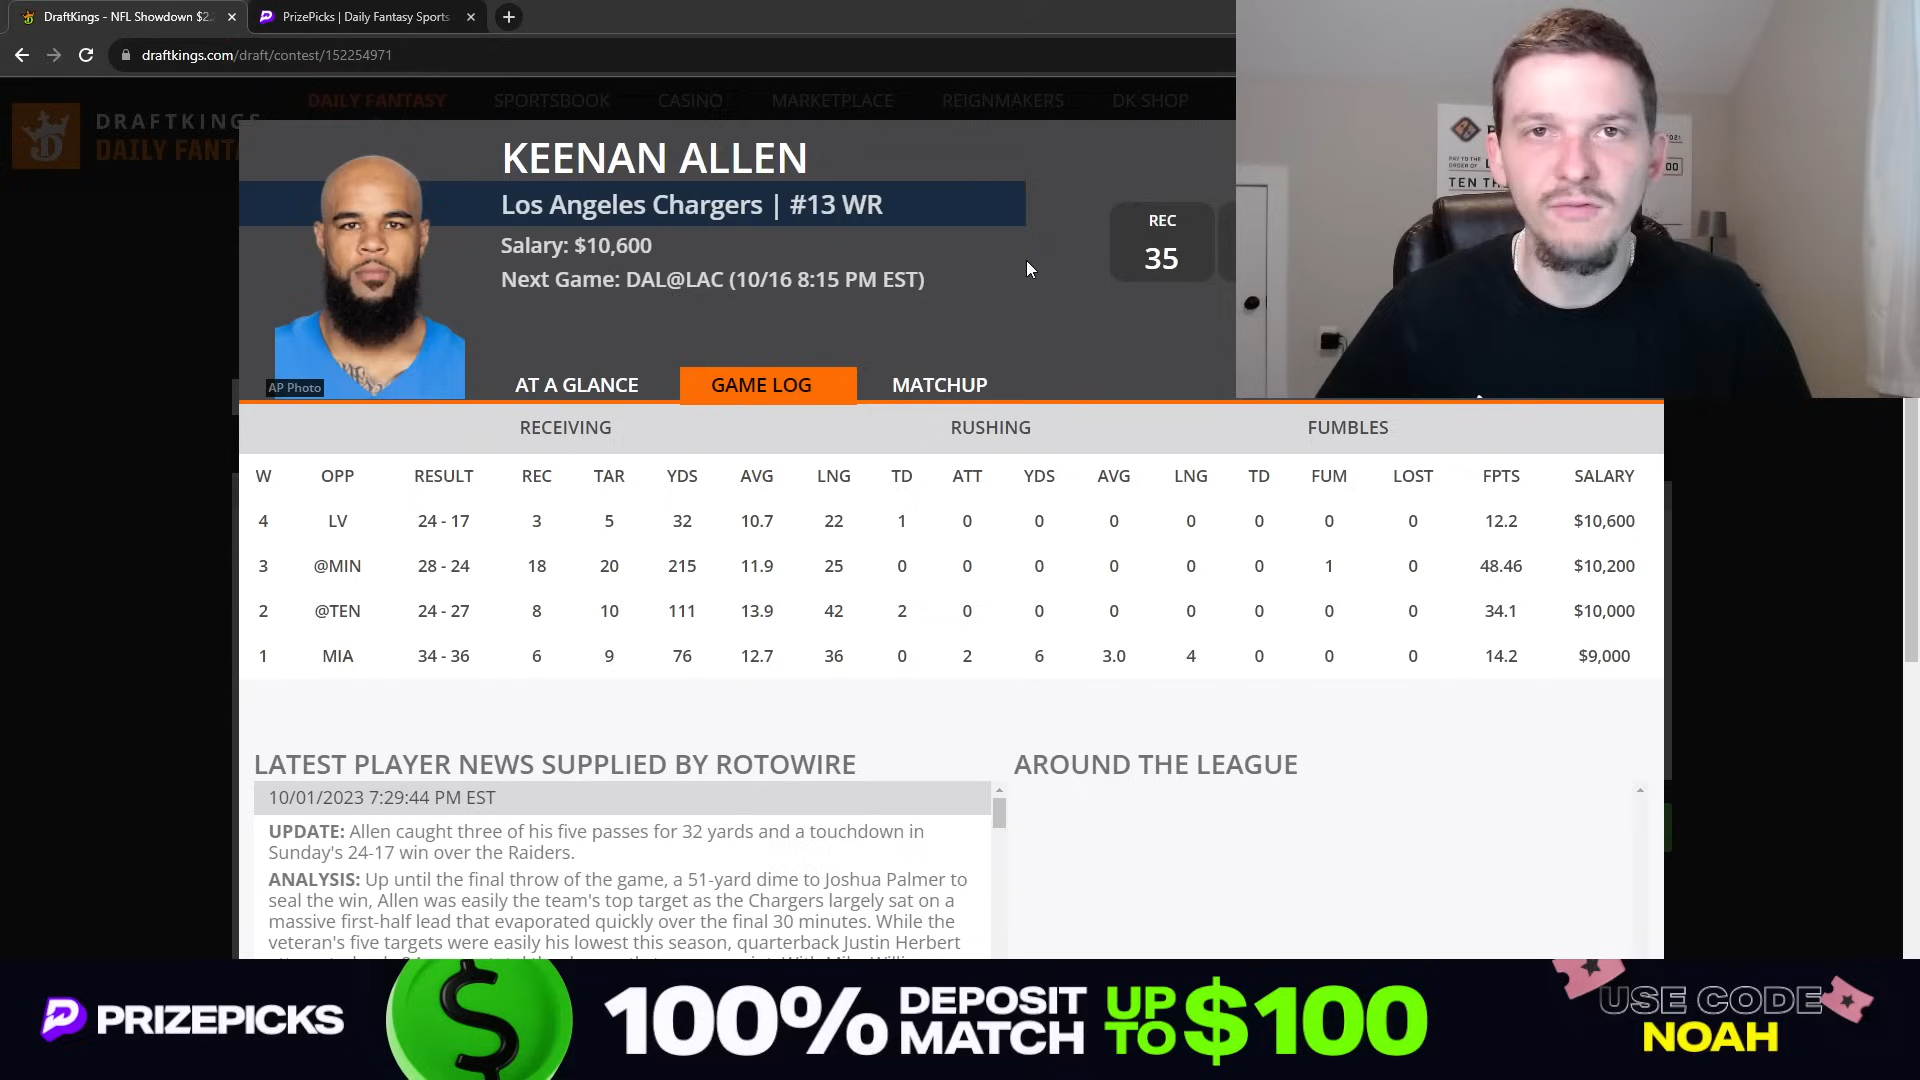 DraftKings - NFL Showdown $2.
PrizePicks | Daily Fantasy Sports
draftkings.com/draft/contest/152254971
DAILY FANTASY SPORTSBOOK CASINO MARKETPLACE REIGNMAKERS DK SHOP
DRAFTKINGS
DAILY FANTA
KEENAN ALLEN
Los Angeles Chargers | #13 WR
Salary: $10,600
Next Game: DAL@LAC (10/16 8:15 PM EST)
REC
35
AP Photo
AT A GLANCE GAME LOG MATCHUP
RECEIVING RUSHING FUMBLES
W OPP RESULT REC TAR YDS AVG LNG TD ATT YDS AVG LNG TD FUM LOST FPTS SALARY
4 LV 24 - 17 3 5 32 10.7 22 1 0 0 0 0 0 0 0 12.2 $10,600
3 @MIN 28 - 24 18 20 215 11.9 25 0 0 0 0 0 0 1 0 48.46 $10,200
2 @TEN 24 - 27 8 10 111 13.9 42 2 0 0 0 0 0 0 0 34.1 $10,000
1 MIA 34 - 36 6 9 76 12.7 36 0 2 6 3.0 4 0 0 0 14.2 $9,000
LATEST PLAYER NEWS SUPPLIED BY ROTOWIRE
AROUND THE LEAGUE
10/01/2023 7:29:44 PM EST
UPDATE: Allen caught three of his five passes for 32 yards and a touchdown in
Sunday's 24-17 win over the Raiders.
ANALYSIS: Up until the final throw of the game, a 51-yard dime to Joshua Palmer to
seal the win, Allen was easily the team's top target as the Chargers largely sat on a
massive first-half lead that evaporated quickly over the final 30 minutes. While the
veteran's five targets were easily his lowest this season, quarterback Justin Herbert
PRIZEPICKS
100% DEPOSIT MATCH UP TO $100
USE CODE
NOAH